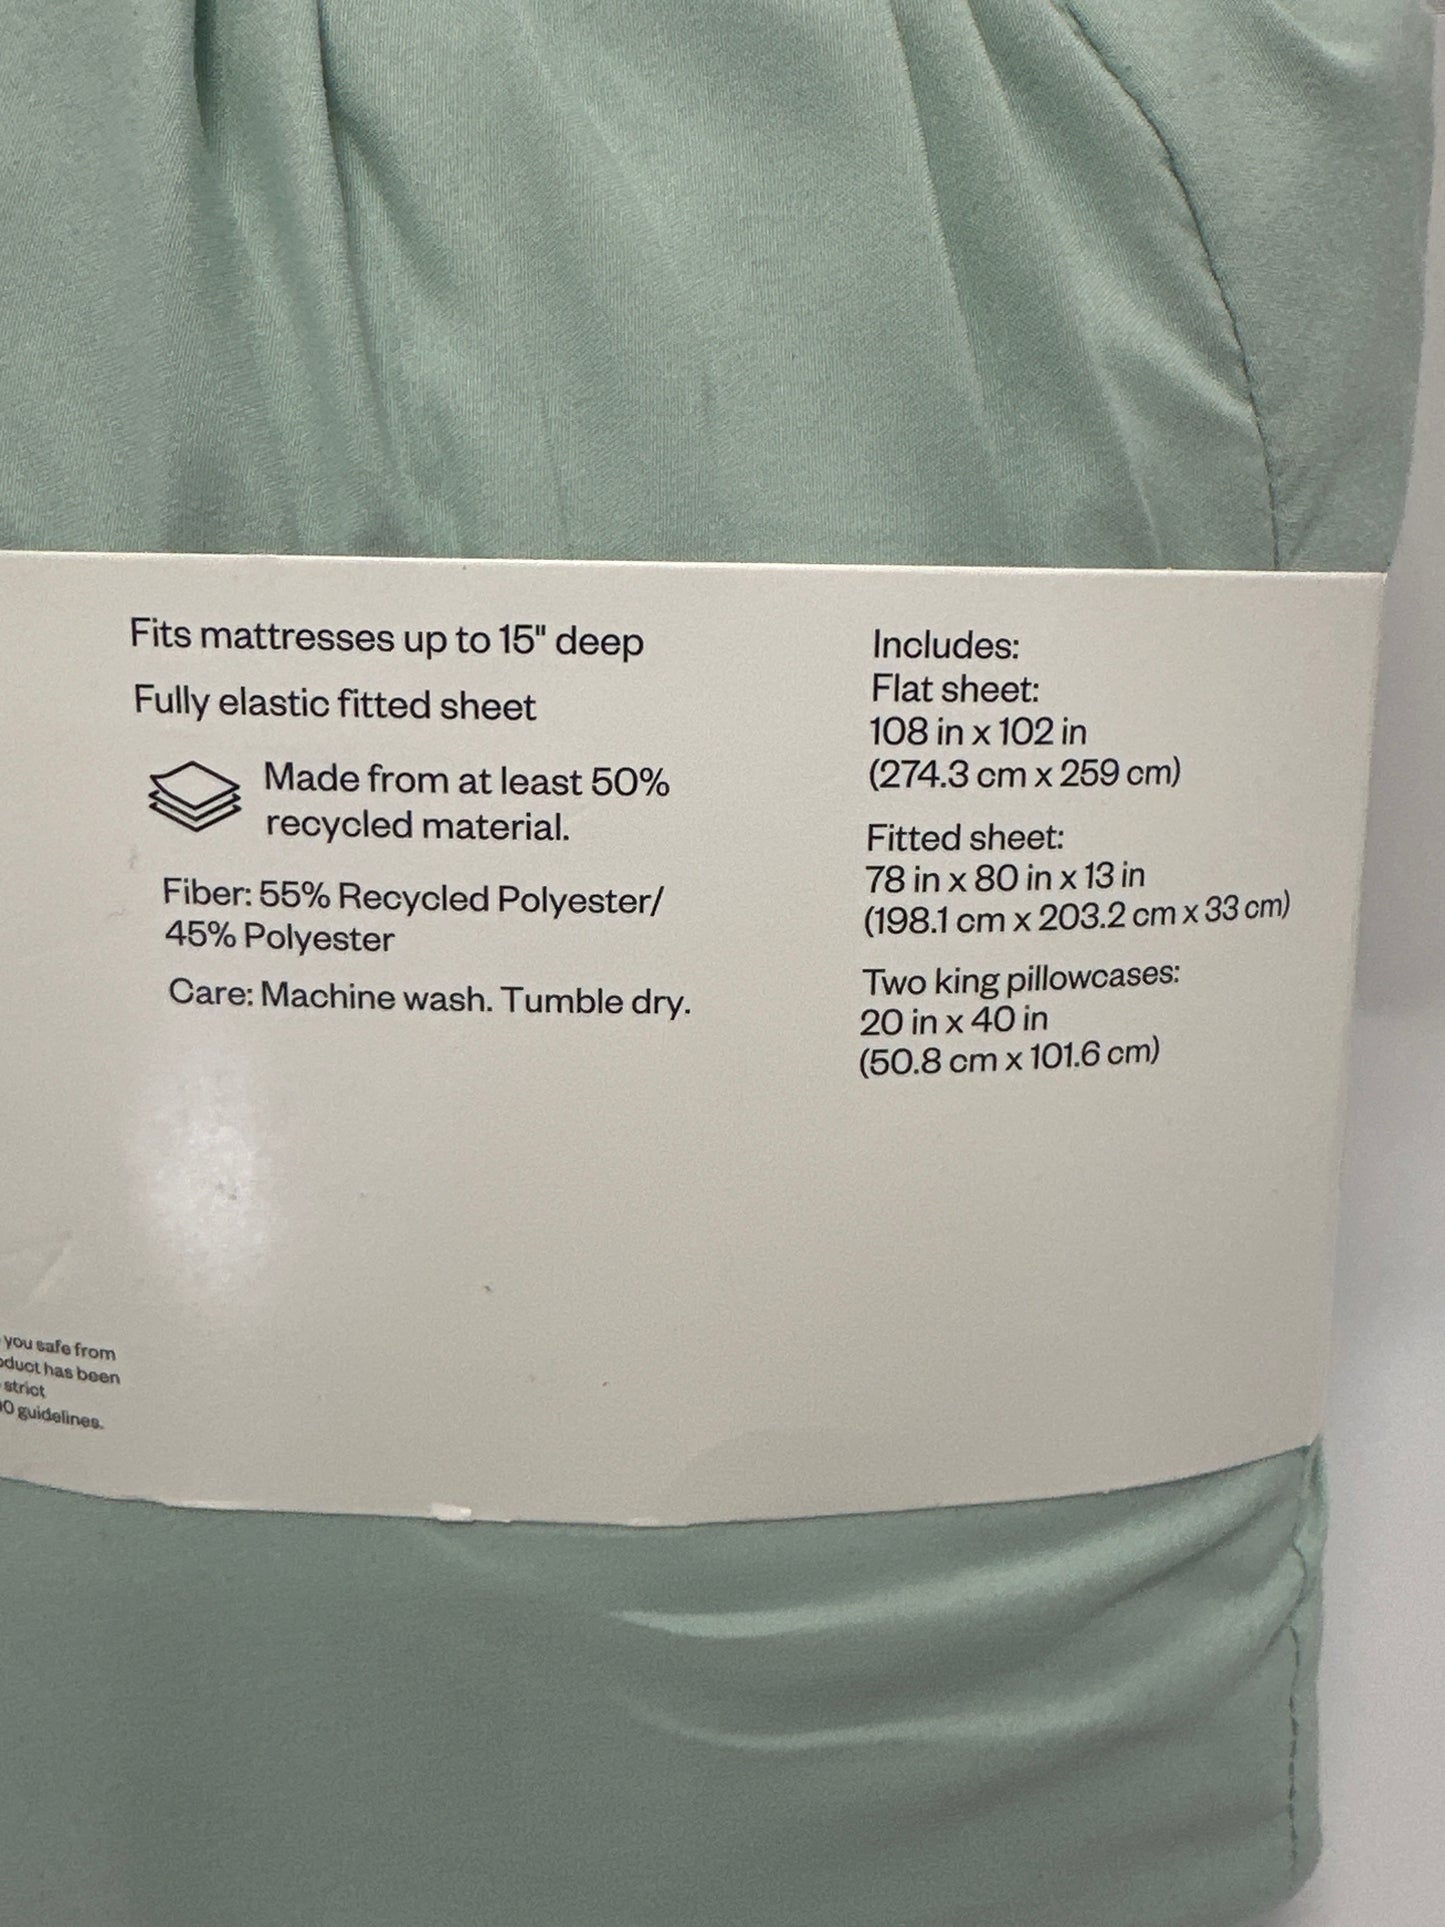 Fits mattresses up to 15" deep
Fully elastic fitted sheet
Made from at least 50%
recycled material.
Fiber: 55% Recycled Polyester/
45% Polyester
Care: Machine wash. Tumble dry.
Includes:
Flat sheet:
108 in x 102 in
(274.3 cm x 259 cm)
Fitted sheet:
78 in x 80 in x 13 in
(198.1 cm x 203.2 cm x 33 cm)
Two king pillowcases:
20 in x 40 in
(50.8 cm x 101.6 cm)
you safe from
has been
strict
guidelines.